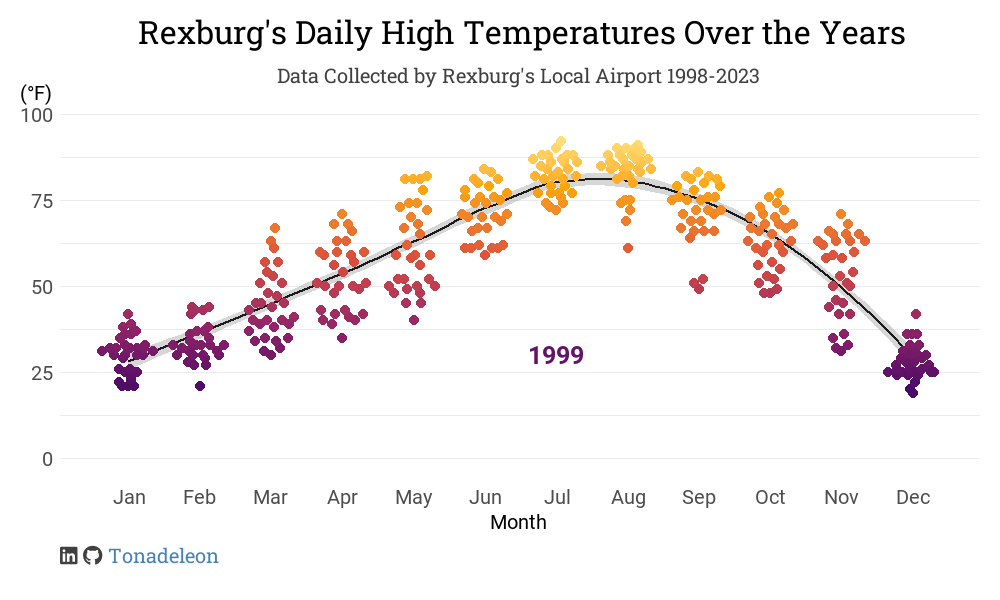 Rexburg's Daily High Temperatures Over the Years
Data Collected by Rexburg's Local Airport 1998-2023
(°F)
100
75
50
25
0
1999
Jan Feb Mar Apr May Jun Jul Aug Sep Oct Nov Dec
Month
in Tonadeleon